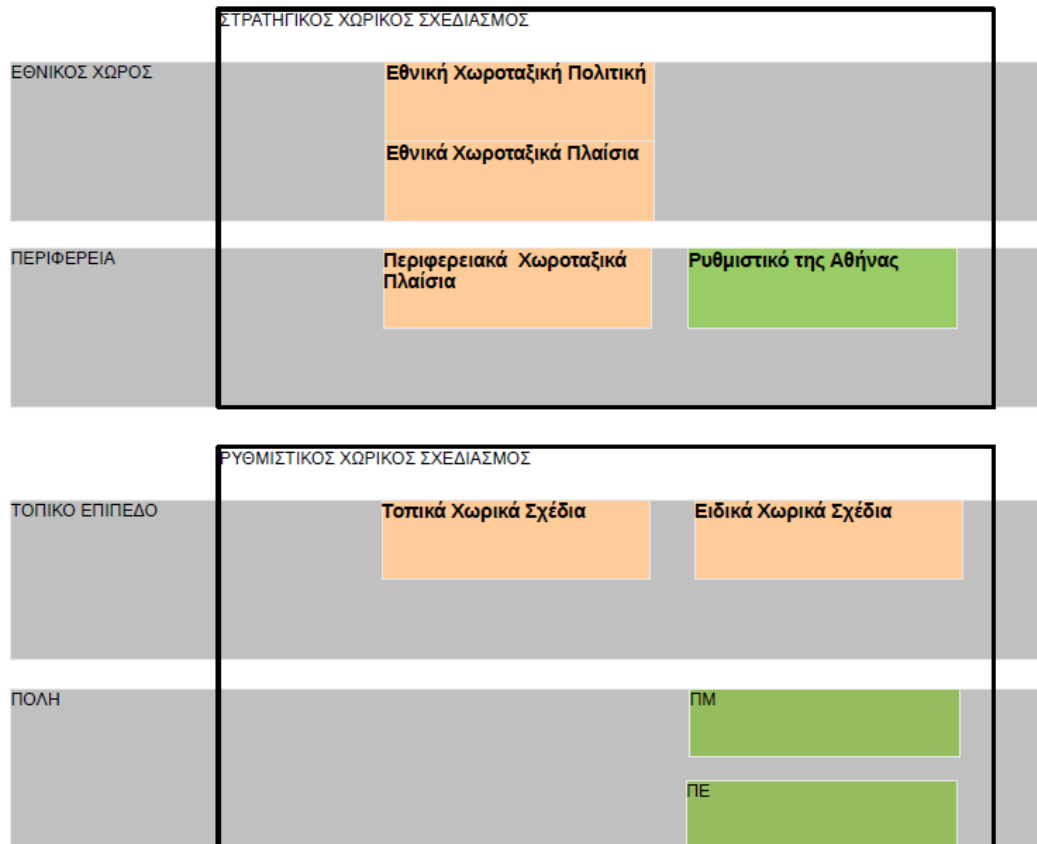 ΣΤΡΑΤΗΓΙΚΟΣ ΧΩΡΙΚΟΣ ΣΧΕΔΙΑΣΜΟΣ
ΕΘΝΙΚΟΣ ΧΩΡΟΣ
Εθνική Χωροταξική Πολιτική
Εθνικά Χωροταξικά Πλαίσια
ΠΕΡΙΦΕΡΕΙΑ
Περιφερειακά Χωροταξικά
Πλαίσια
Ρυθμιστικό της Αθήνας
ΡΥΘΜΙΣΤΙΚΟΣ ΧΩΡΙΚΟΣ ΣΧΕΔΙΑΣΜΟΣ
ΤΟΠΙΚΟ ΕΠΙΠΕΔΟ
Τοπικά Χωρικά Σχέδια
Ειδικά Χωρικά Σχέδια
ΠΟΛΗ
ΠΜ
ΠΕ